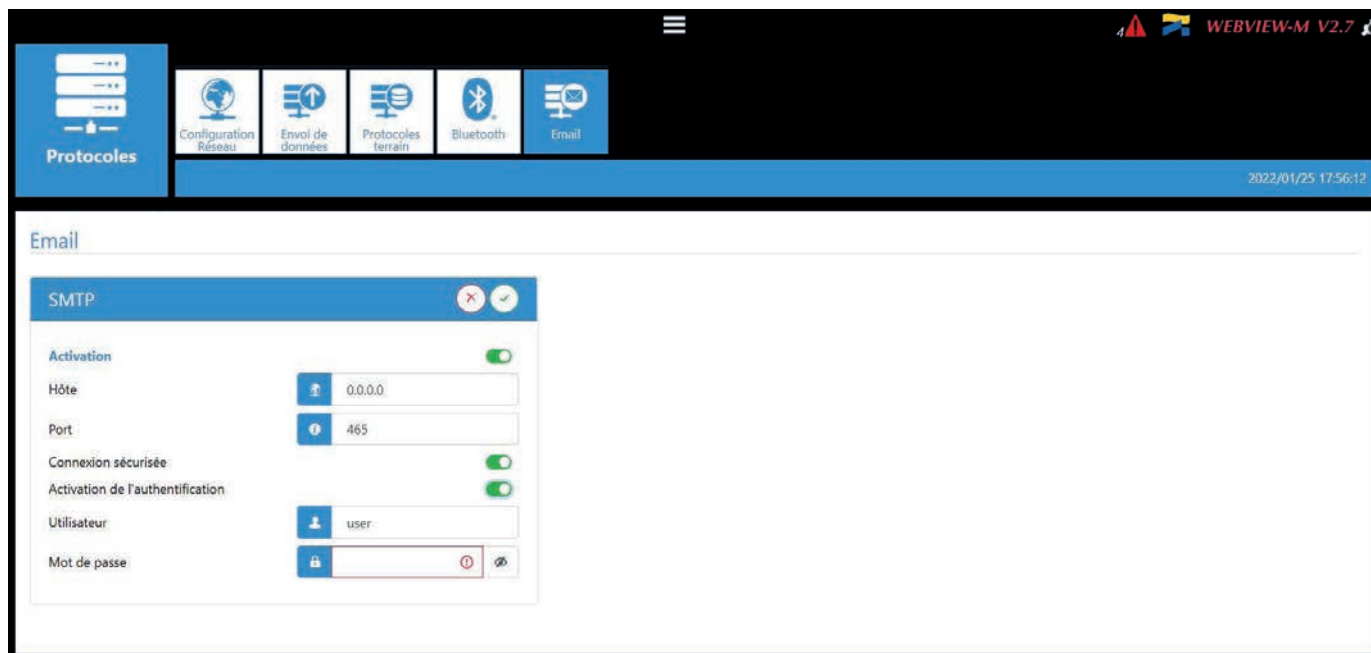 4 WEBVIEW-M V2.7
Protocoles
Configuration
Réseau
Envoi de
données
Protocoles
terrain
Bluetooth
Email
2022/01/25 17:56:12
Email
SMTP
Activation
Hôte 0.0.0.0
Port 465
Connexion sécurisée
Activation de l'authentification
Utilisateur user
Mot de passe